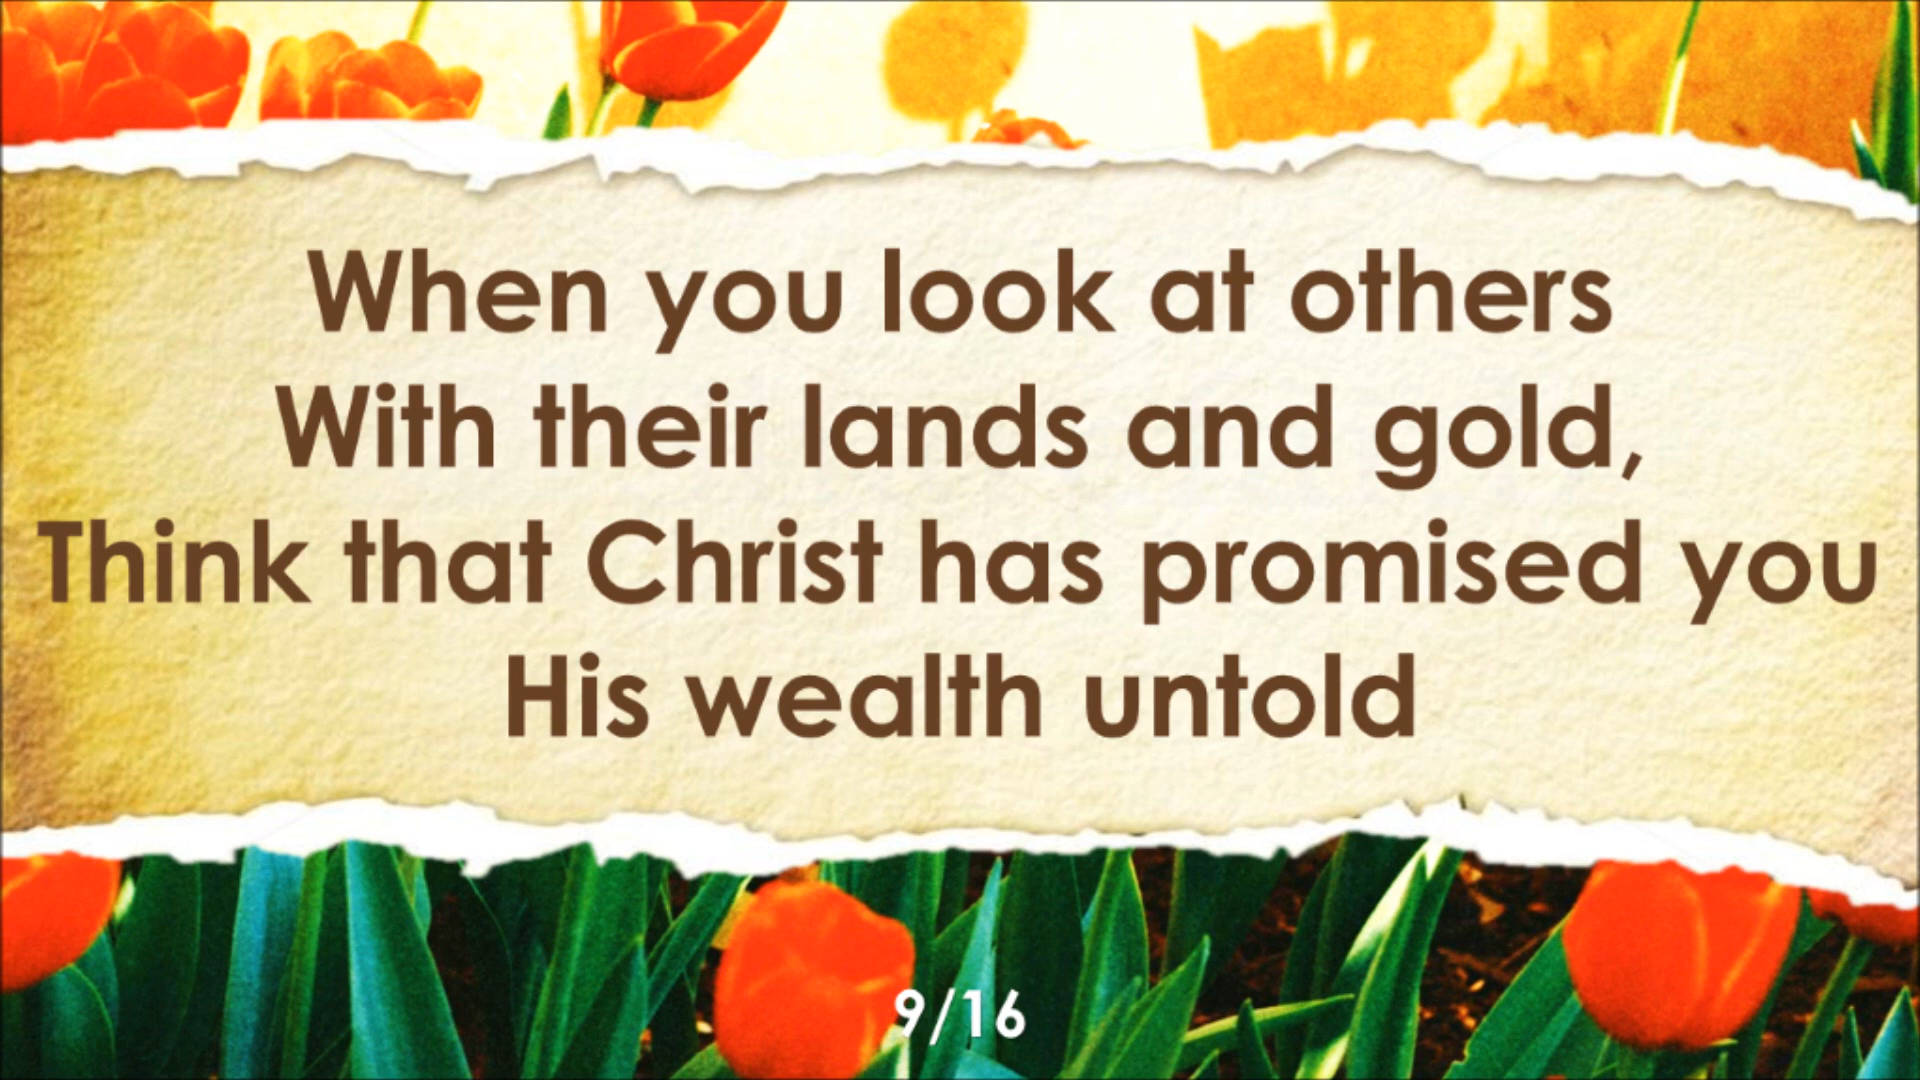 When you look at others
With their lands and gold,
Think that Christ has promised you
His wealth untold
9/16